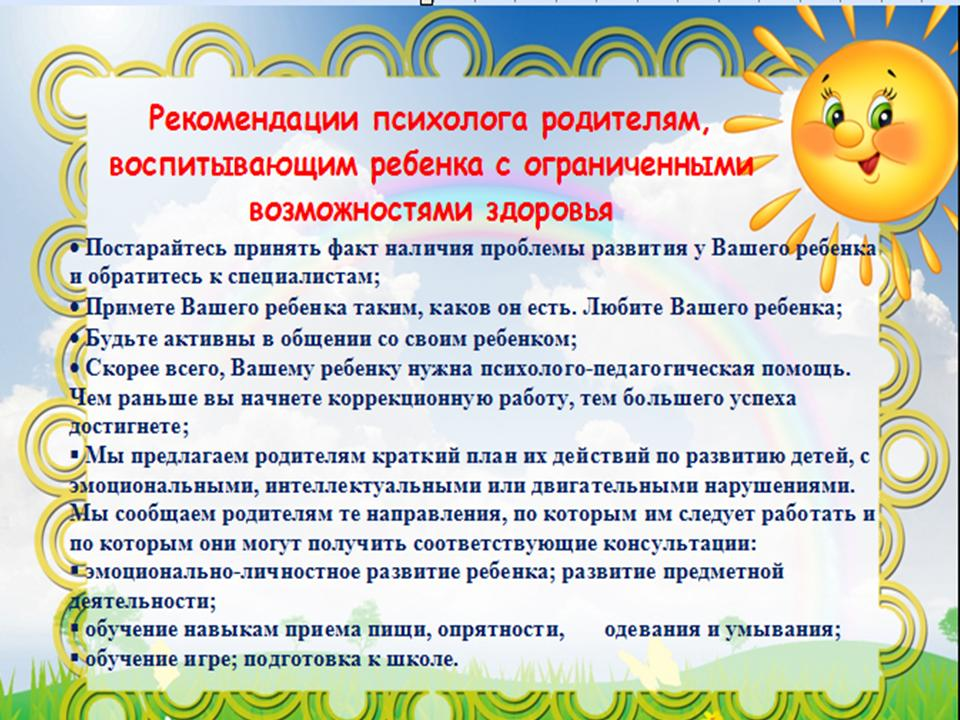 Рекомендации психолога родителям,
воспитывающим ребенка с ограниченными
возможностями здоровья
• Постарайтесь принять факт наличия проблемы развития у Вашего ребенка
и обратитесь к специалистам;
• Примете Вашего ребенка таким, каков он есть. Любите Вашего ребенка;
• Будьте активны в общении со своим ребенком;
• Скорее всего, Вашему ребенку нужна психолого-педагогическая помощь.
Чем раньше вы начнете коррекционную работу, тем большего успеха
достигнете;
▪ Мы предлагаем родителям краткий план их действий по развитию детей, с
эмоциональными, интеллектуальными или двигательными нарушениями.
Мы сообщаем родителям те направления, по которым им следует работать и
по которым они могут получить соответствующие консультации:
▪ эмоционально-личностное развитие ребенка; развитие предметной
деятельности;
▪ обучение навыкам приема пищи, опрятности, одевания и умывания;
▪ обучение игре; подготовка к школе.